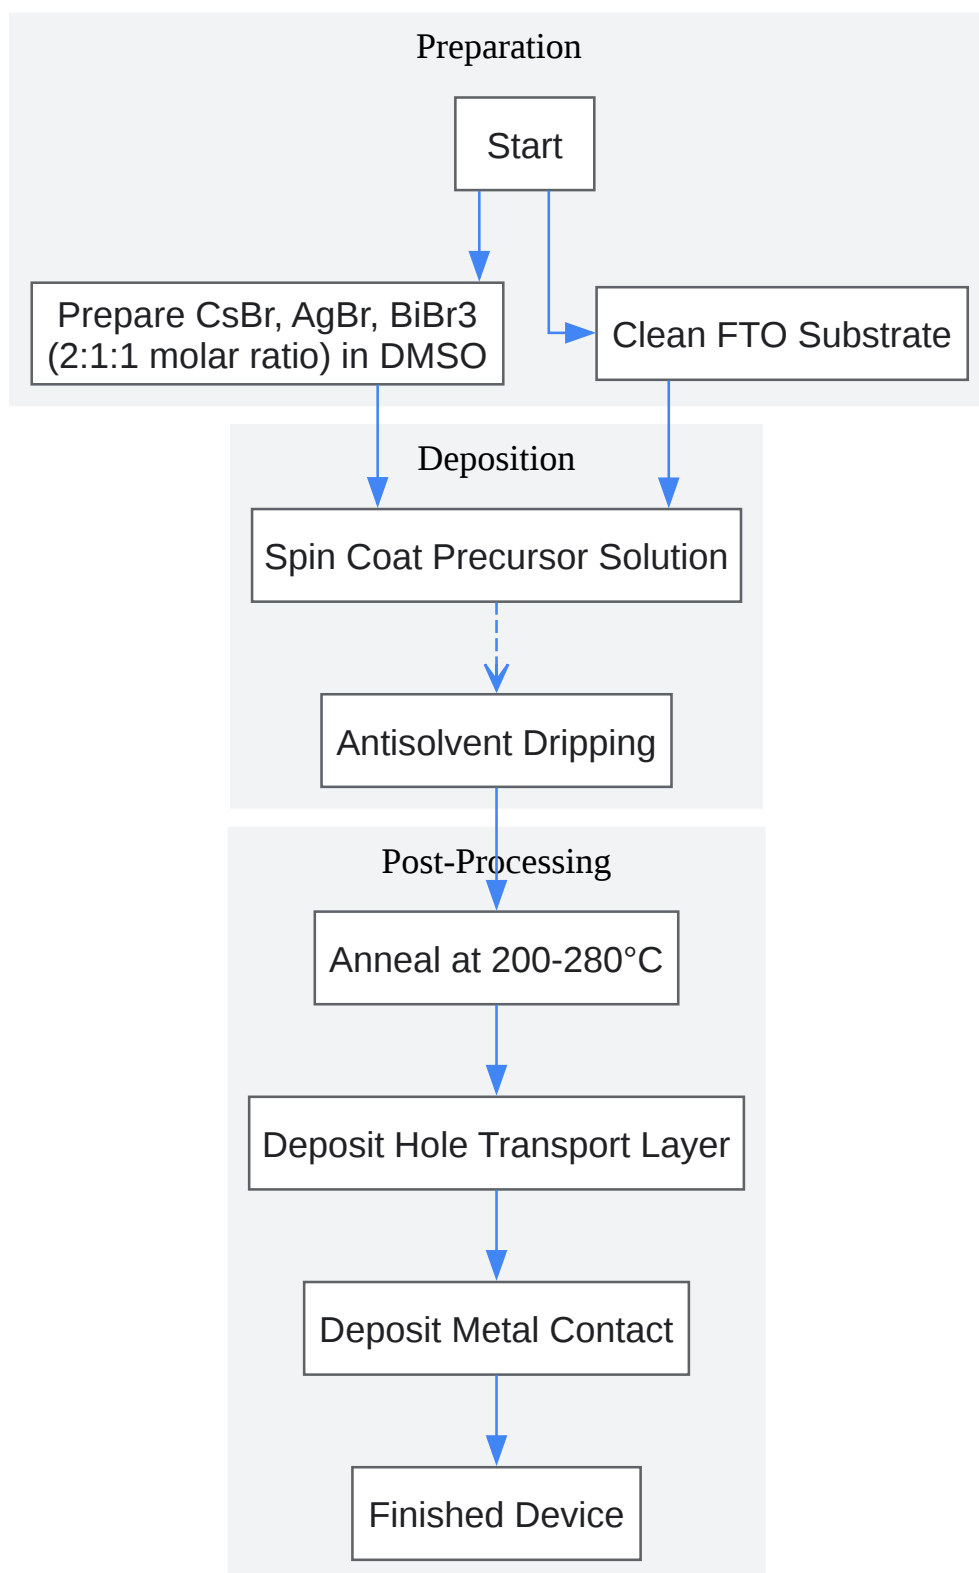 Preparation
Start
Prepare CsBr, AgBr, BiBr3
(2:1:1 molar ratio) in DMSO
Clean FTO Substrate
Deposition
Spin Coat Precursor Solution
Antisolvent Dripping
Post-Processing
Anneal at 200-280°C
Deposit Hole Transport Layer
Deposit Metal Contact
Finished Device